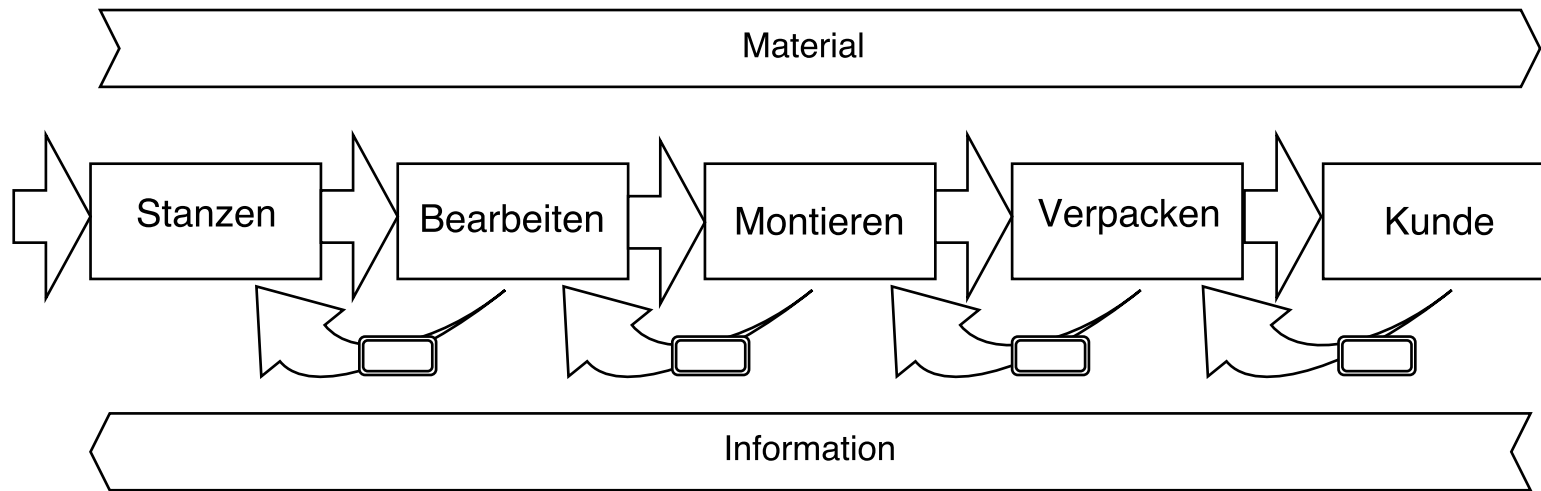 Material
Stanzen
Bearbeiten
Montieren
Verpacken
Kunde
Information